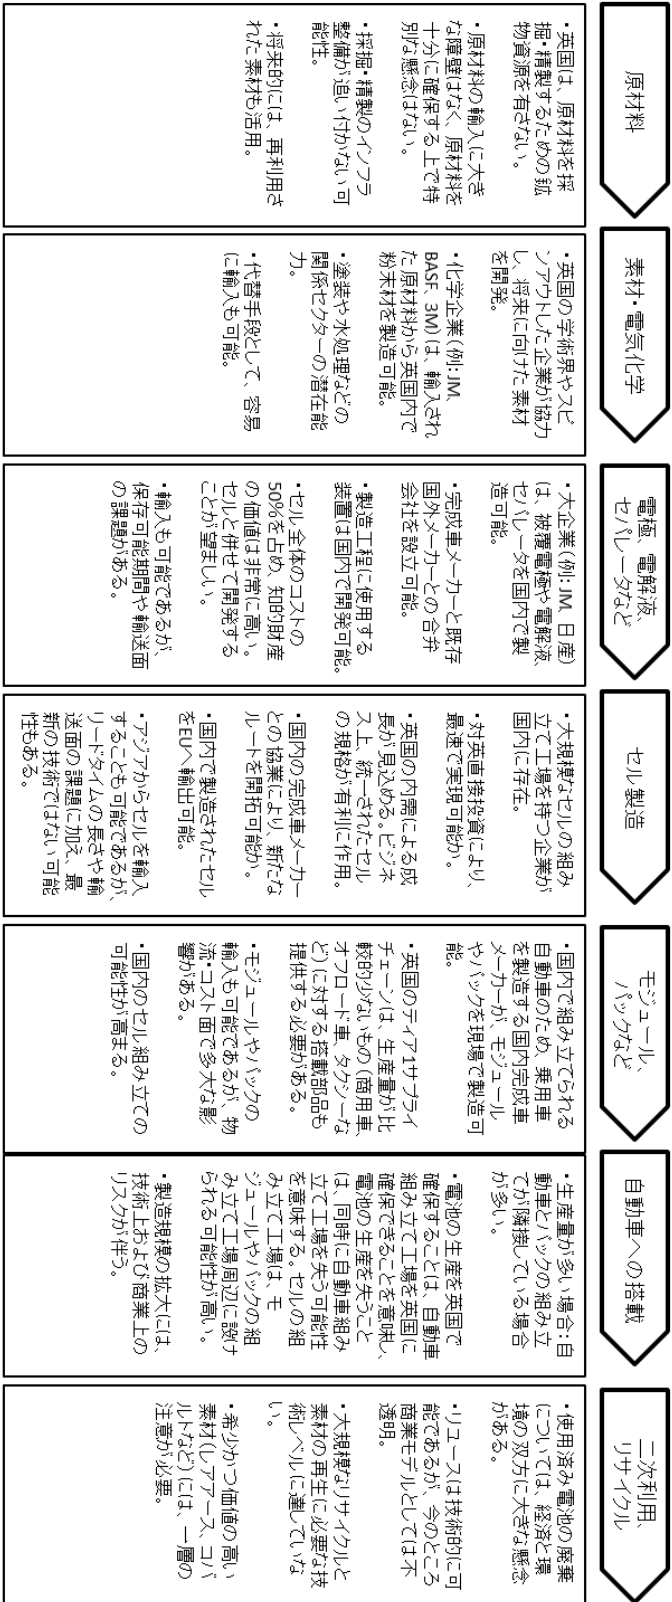 原材料
・英国は、原材料を採
掘・精製するための鉱
物資源を有さない。
・原材料の輸入に大き
な障壁はなく、原材料を
十分に確保する上で特
別な懸念はない。
・採掘・精製のインフラ
整備が追い付かない可
能性。
・将来的には、再利用さ
れた素材も活用。
素材・電気化学
・英国の学術界やスピ
ンアウトした企業が協力
し、将来に向けた素材
を開発。
・化学企業(例:JM、
BASF、3M)は、輸入され
た原材料から英国内で
粉末材を製造可能。
・塗装や水処理などの
関係セクターの潜在能
力。
・代替手段として、容易
に輸入も可能。
電極、電解液、
セパレータなど
・大企業(例:JM、日産)
は、被覆電極や電解液、
セパレータを国内で製
造可能。
・完成車メーカーと既存
国外メーカーとの合弁
会社を設立可能。
・製造工程に使用する
装置は国内で開発可能。
・セル全体のコストの
50%を占め、知的財産
の価値は非常に高い。
セルと併せて開発する
ことが望ましい。
・輸入も可能であるが、
保存可能期間や輸送面
の課題がある。
セル製造
・大規模なセルの組み
立て工場を持つ企業が
国内に存在。
・対英直接投資により、
最速で実現可能か。
・英国の内需による成
長が見込める。ビジネ
ス上、統一されたセル
の規格が有利に作用。
・国内の完成車メーカー
との協業により、新たな
ルートを開拓可能か。
・国内で製造されたセル
をEUへ輸出可能。
・アジアからセルを輸入
することも可能であるが、
リードタイムの長さや輸
送面の課題に加え、最
新の技術ではない可能
性もある。
モジュール、
パックなど
・国内で組み立てられる
自動車のため、乗用車
を製造する国内完成車
メーカーが、モジュール
やパックを現場で製造可
能。
・英国のティア1サプライ
チェーンは、生産量が比
較的少ないもの(商用車、
オフロード車、タクシーな
ど)に対する搭載部品も
提供する必要がある。
・モジュールやパックの
輸入も可能であるが、物
流・コスト面で多大な影
響がある。
・国内のセル組み立ての
可能性が高まる。
自動車への搭載
・生産量が多い場合:自
動車とパックの組み立
てが隣接している場合
が多い。
・電池の生産を英国で
確保することは、自動車
組み立て工場を英国に
確保できることを意味し、
電池の生産を失うこと
は、同時に自動車組み
立て工場を失う可能性
を意味する。セルの組
み立て工場は、モ
ジュールやパックの組
み立て工場周辺に設け
られる可能性が高い。
・製造規模の拡大には、
技術上および商業上の
リスクが伴う。
二次利用、
リサイクル
・使用済み電池の廃棄
については、経済と環
境の双方に大きな懸念
がある。
・リユースは技術的に可
能であるが、今のところ
商業モデルとしては不
透明。
・大規模なリサイクルと
素材の再生に必要な技
術レベルに達していな
い。
・希少かつ価値の高い
素材(レアアース、コバ
ルトなど)には、一層の
注意が必要。